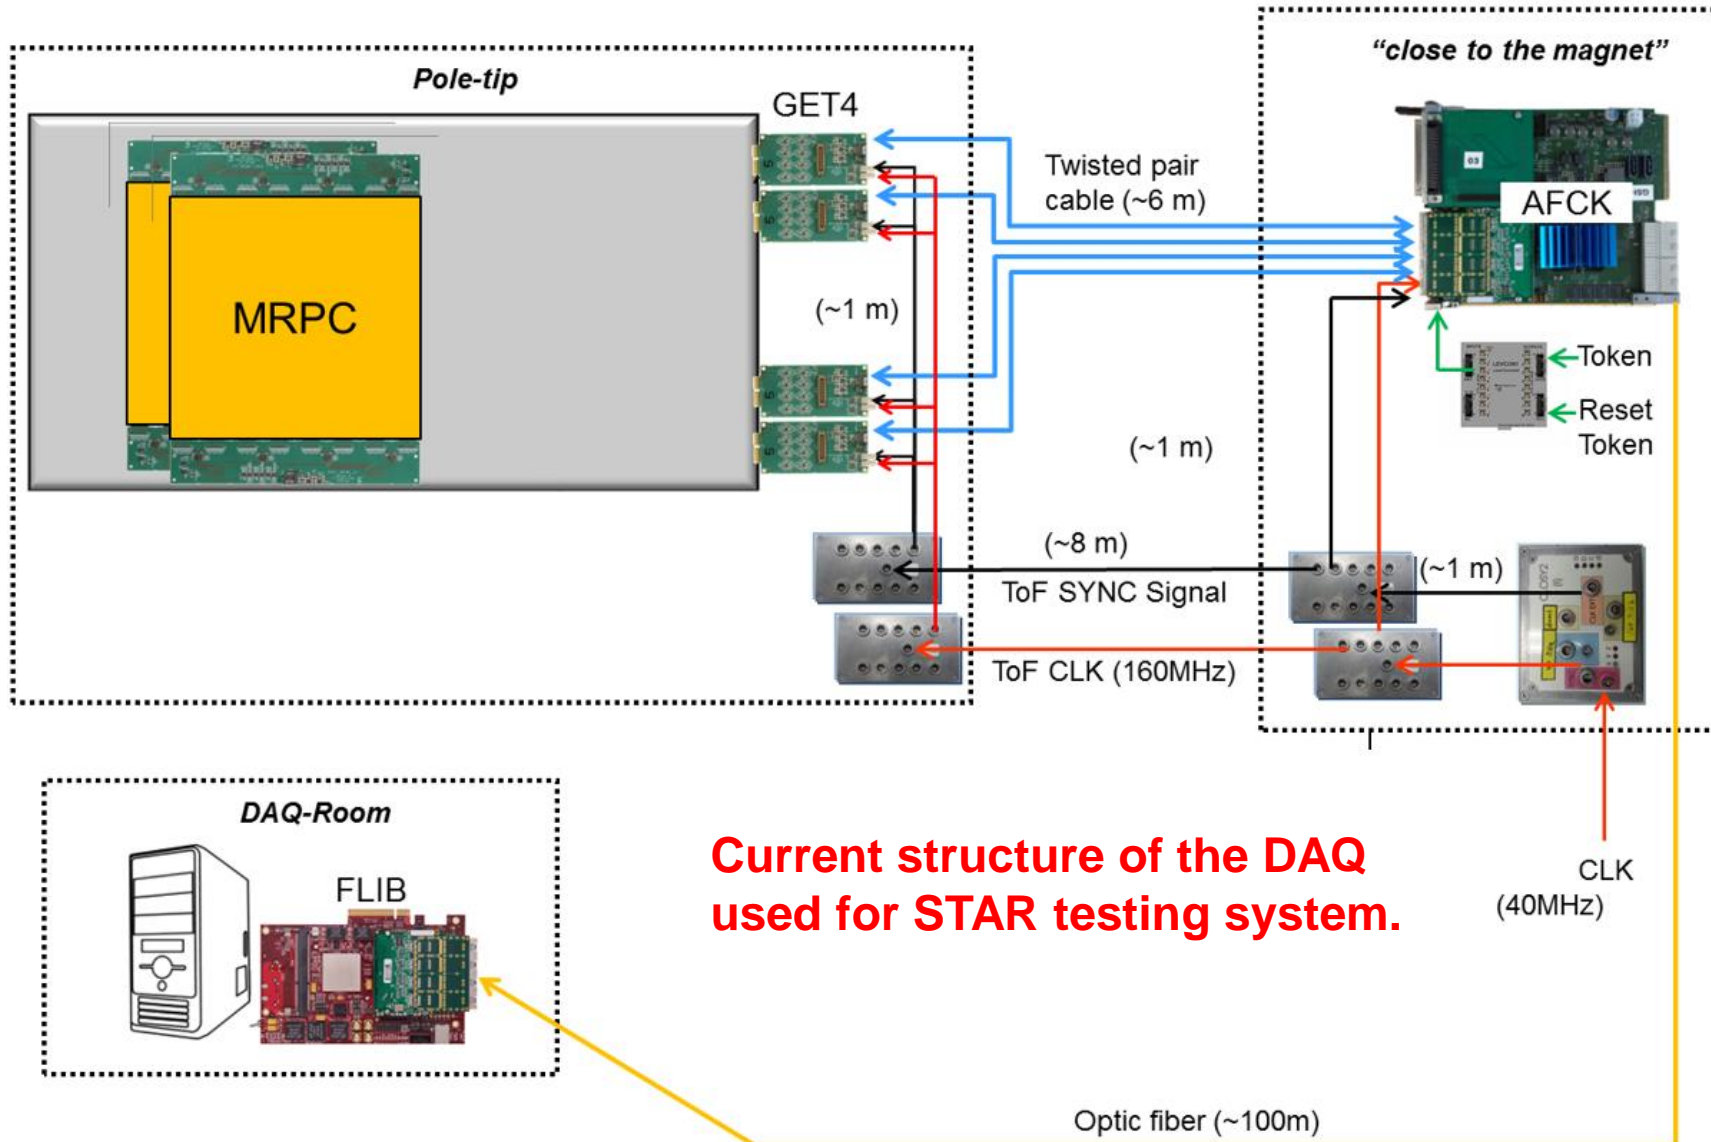 Pole-tip
"close to the magnet"
GET4
Twisted pair
cable (~6 m)
03
AFCK
MRPC
(~1 m)
Token
Reset
Token
(~1 m)
(~8 m)
ToF SYNC Signal
(~1 m)
ToF CLK (160MHz)
DAQ-Room
FLIB
Current structure of the DAQ
used for STAR testing system.
CLK
(40MHz)
Optic fiber (~100m)